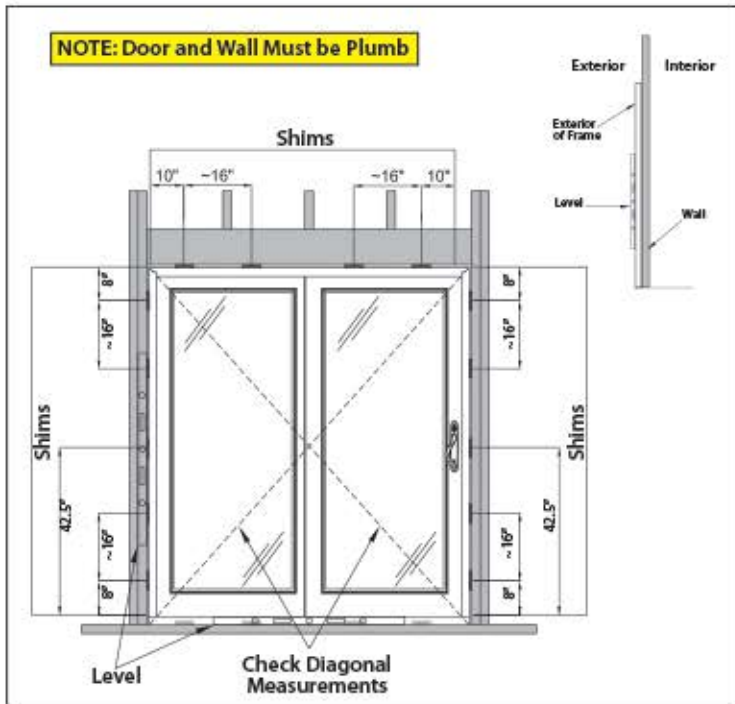 NOTE: Door and Wall Must be Plumb
Exterior
Interior
Exterior
of Frame
Level
Wall
Shims
10"
~16"
~16"
10"
8"
~16"
Shims
42.5"
~16"
8"
8"
~16"
Shims
42.5"
~16"
8"
Level
Check Diagonal
Measurements